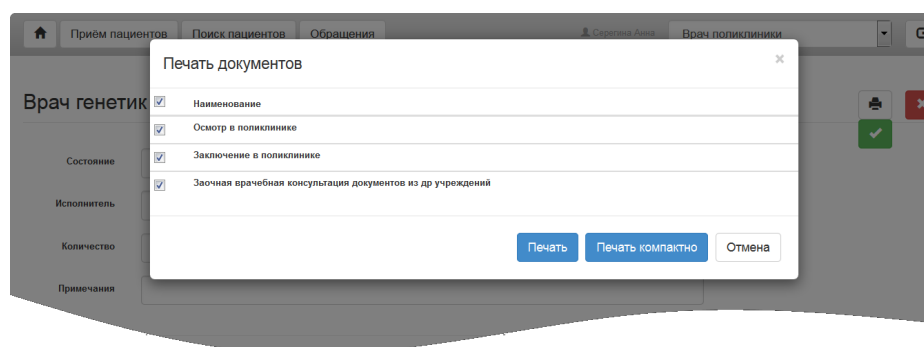 Приём пациентов Поиск пациентов Обращения Серегина Анна Врач поликлиники
Печать документов
Врач генетик
Наименование
Осмотр в поликлинике
Заключение в поликлинике
Заочная врачебная консультация документов из др учреждений
Состояние
Исполнитель
Количество
Печать Печать компактно Отмена
Примечания